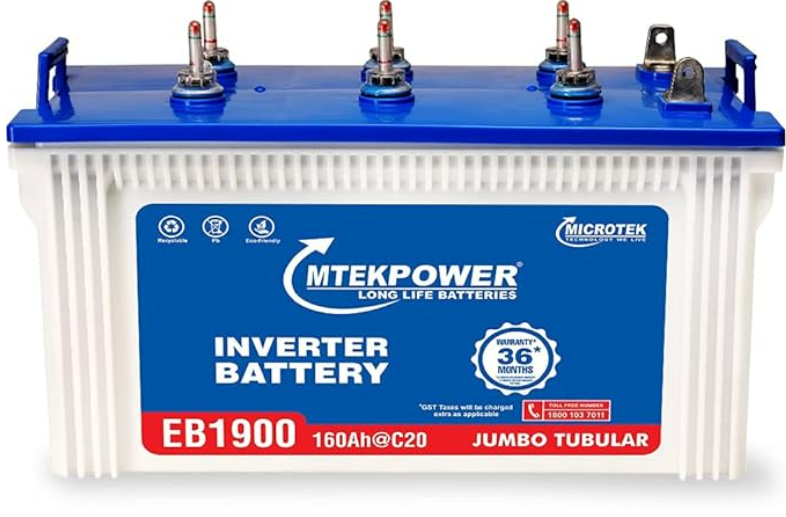 Recyclable
Pb
Eco-friendly
MICROTEK
TECHNOLOGY WE LIVE
MTEKPOWER®
LONG LIFE BATTERIES
INVERTER
BATTERY
WARRANTY*
36*
MONTHS
*GST Taxes will be charged
extra as applicable
TOLL FREE NUMBER
1800 103 7011
EB1900 160Ah@C20
JUMBO TUBULAR